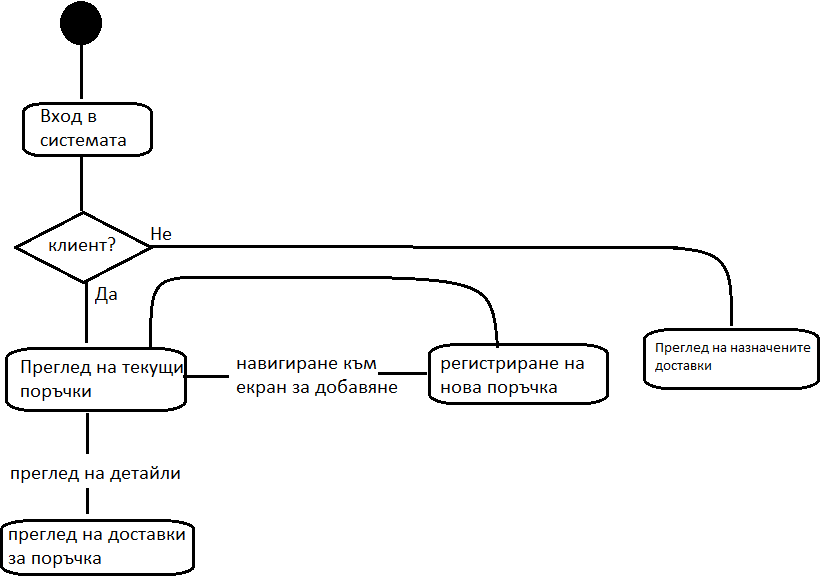 Вход в
системата
клиент?
Не
Да
Преглед на текущи
поръчки
навигиране към
екран за добавяне
регистриране на
нова поръчка
Преглед на назначените
доставки
преглед на детайли
преглед на доставки
за поръчка